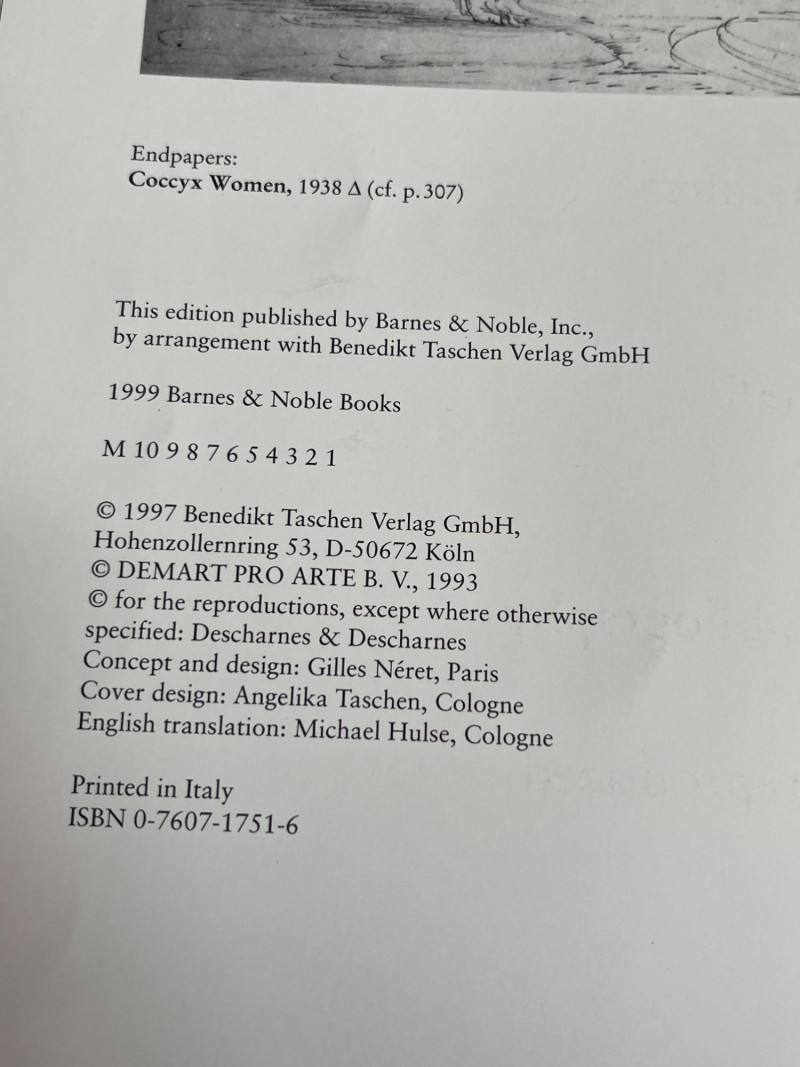 Endpapers:
Coccyx Women, 1938 Δ (cf. p. 307)
This edition published by Barnes & Noble, Inc.,
by arrangement with Benedikt Taschen Verlag GmbH
1999 Barnes & Noble Books
M 10 9 8 7 6 5 4 3 2 1
© 1997 Benedikt Taschen Verlag GmbH,
Hohenzollernring 53, D-50672 Köln
© DEMART PRO ARTE B. V., 1993
© for the reproductions, except where otherwise
specified: Descharnes & Descharnes
Concept and design: Gilles Néret, Paris
Cover design: Angelika Taschen, Cologne
English translation: Michael Hulse, Cologne
Printed in Italy
ISBN 0-7607-1751-6